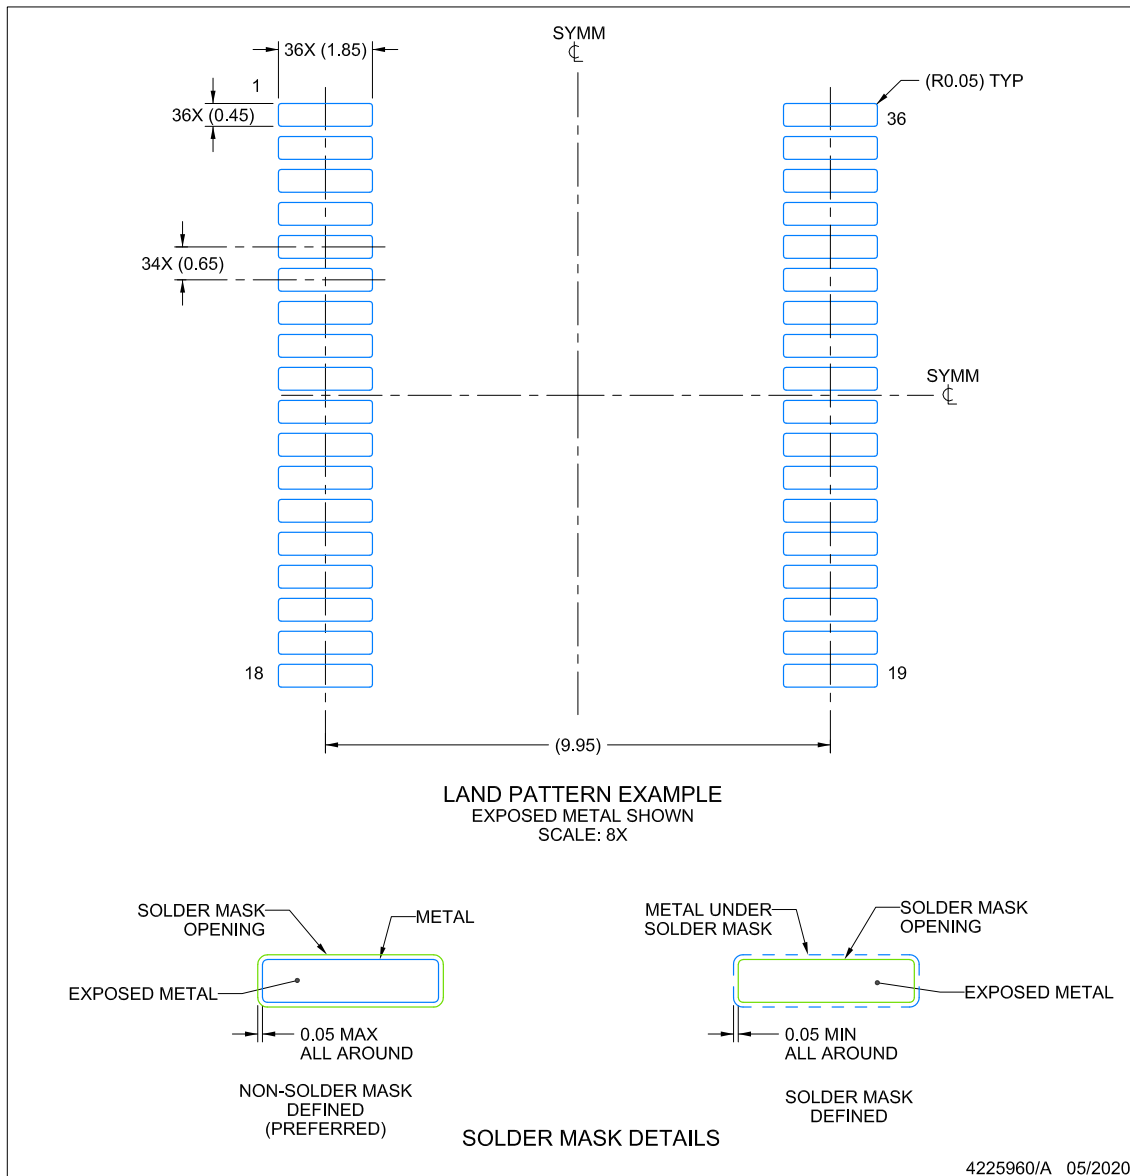 SYMM
℄
36X (1.85)
(R0.05) TYP
1
36X (0.45)
36
34X (0.65)
SYMM
℄
18
19
(9.95)
LAND PATTERN EXAMPLE
EXPOSED METAL SHOWN
SCALE: 8X
SOLDER MASK
OPENING
METAL
EXPOSED METAL
0.05 MAX
ALL AROUND
NON-SOLDER MASK
DEFINED
(PREFERRED)
METAL UNDER
SOLDER MASK
SOLDER MASK
OPENING
EXPOSED METAL
0.05 MIN
ALL AROUND
SOLDER MASK
DEFINED
SOLDER MASK DETAILS
4225960/A 05/2020